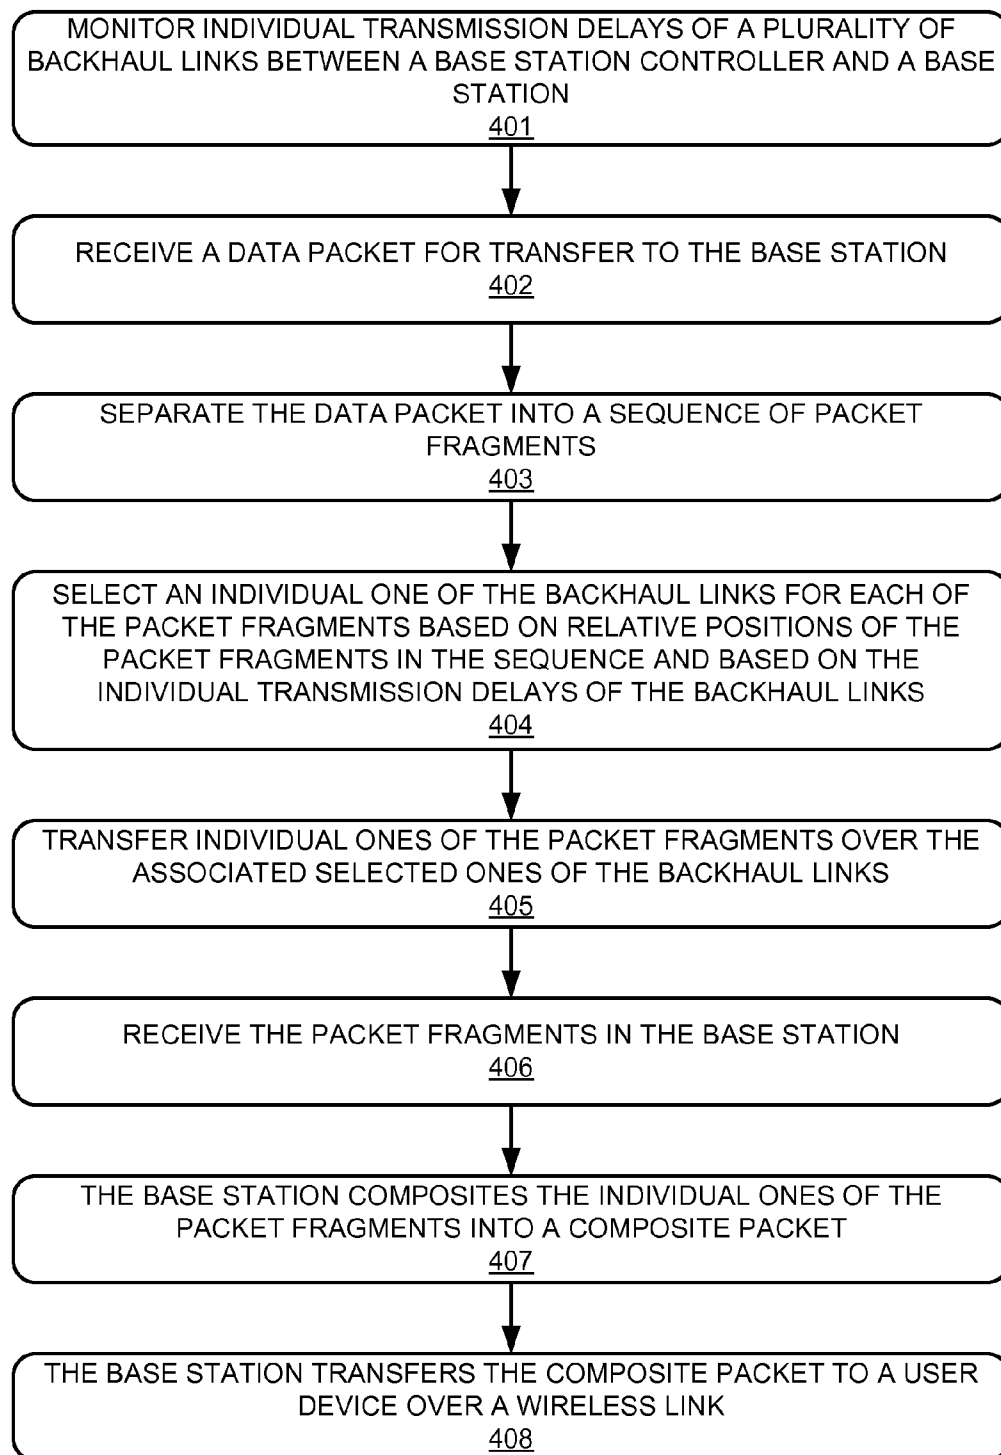 MONITOR INDIVIDUAL TRANSMISSION DELAYS OF A PLURALITY OF
BACKHAUL LINKS BETWEEN A BASE STATION CONTROLLER AND A BASE
STATION
401
RECEIVE A DATA PACKET FOR TRANSFER TO THE BASE STATION
402
SEPARATE THE DATA PACKET INTO A SEQUENCE OF PACKET
FRAGMENTS
403
SELECT AN INDIVIDUAL ONE OF THE BACKHAUL LINKS FOR EACH OF
THE PACKET FRAGMENTS BASED ON RELATIVE POSITIONS OF THE
PACKET FRAGMENTS IN THE SEQUENCE AND BASED ON THE
INDIVIDUAL TRANSMISSION DELAYS OF THE BACKHAUL LINKS
404
TRANSFER INDIVIDUAL ONES OF THE PACKET FRAGMENTS OVER THE
ASSOCIATED SELECTED ONES OF THE BACKHAUL LINKS
405
RECEIVE THE PACKET FRAGMENTS IN THE BASE STATION
406
THE BASE STATION COMPOSITES THE INDIVIDUAL ONES OF THE
PACKET FRAGMENTS INTO A COMPOSITE PACKET
407
THE BASE STATION TRANSFERS THE COMPOSITE PACKET TO A USER
DEVICE OVER A WIRELESS LINK
408